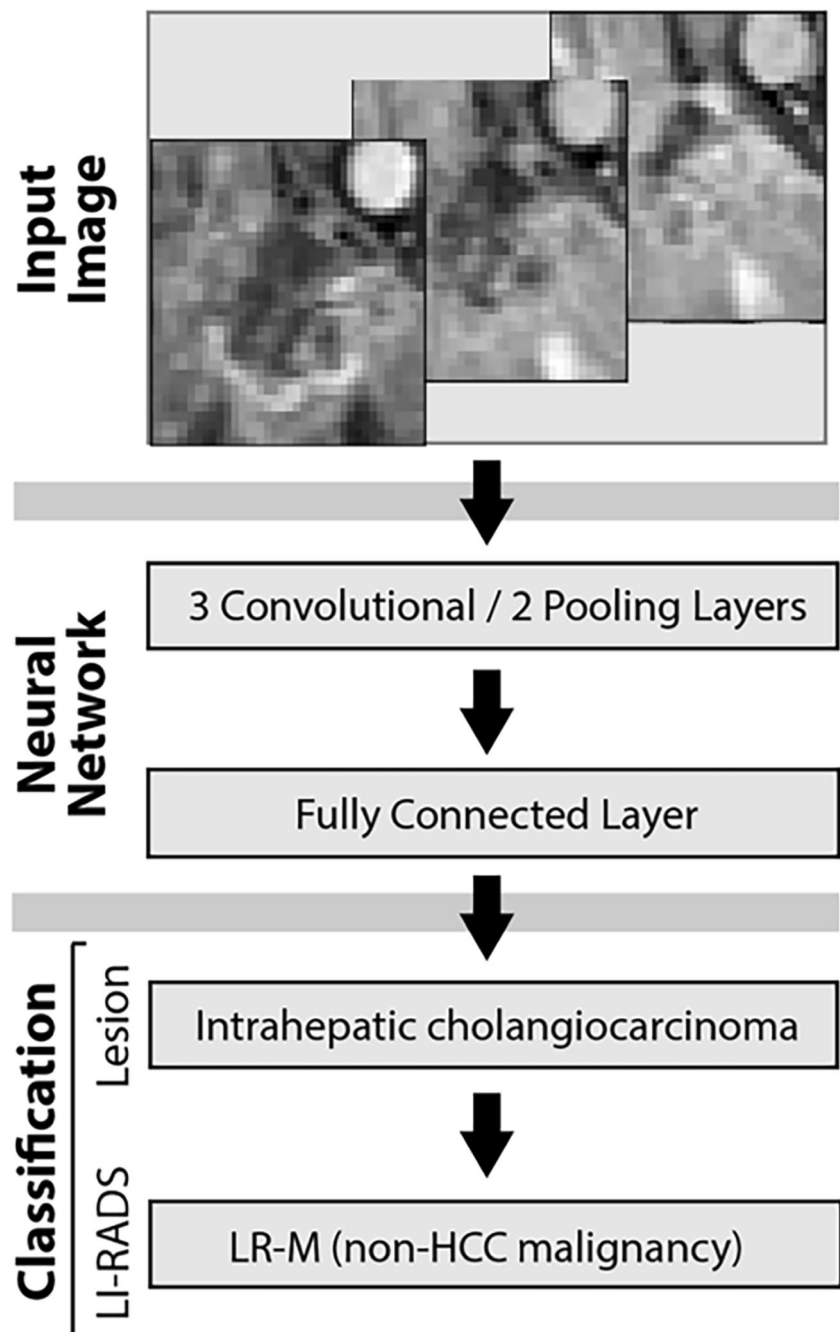 Input
Image
Neural
Network
3 Convolutional / 2 Pooling Layers
Fully Connected Layer
Classification
Lesion
Intrahepatic cholangiocarcinoma
LI-RADS
LR-M (non-HCC malignancy)